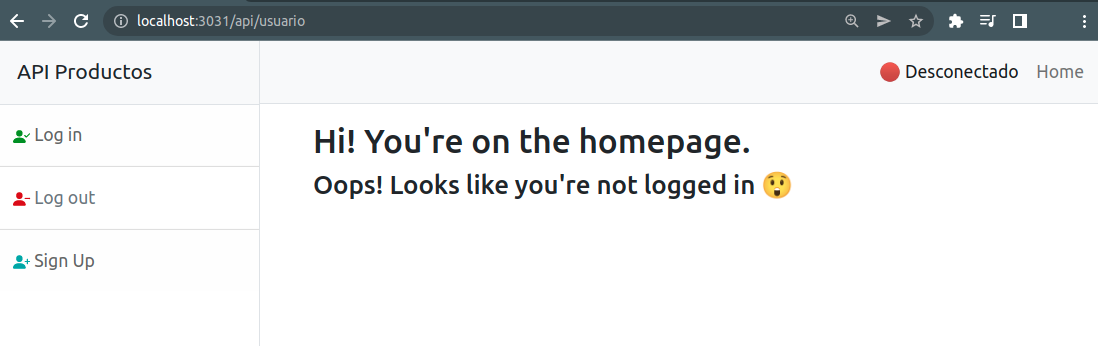 localhost:3031/api/usuario
API Productos
Desconectado Home
Log in
Log out
Sign Up
Hi! You're on the homepage.
Oops! Looks like you're not logged in 😲